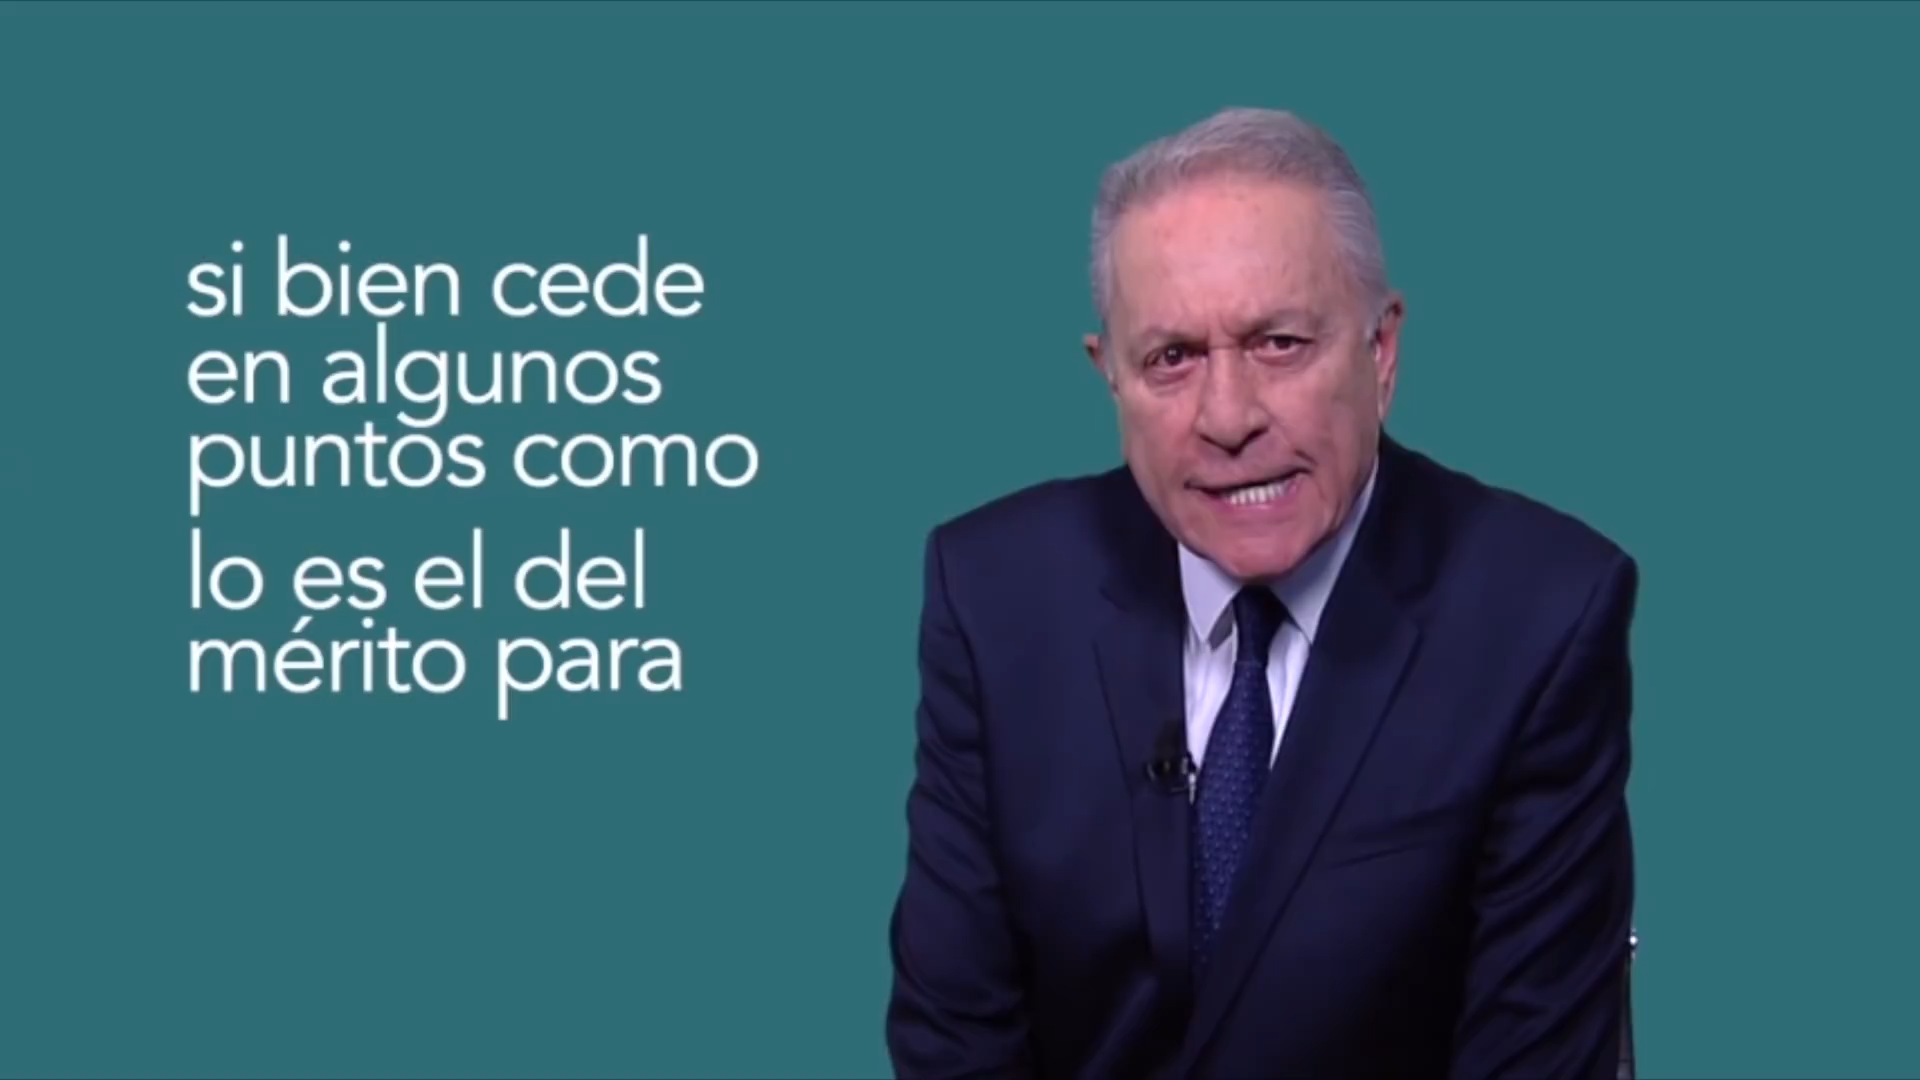 si bien cede
en algunos
puntos como
lo es el del
mérito para